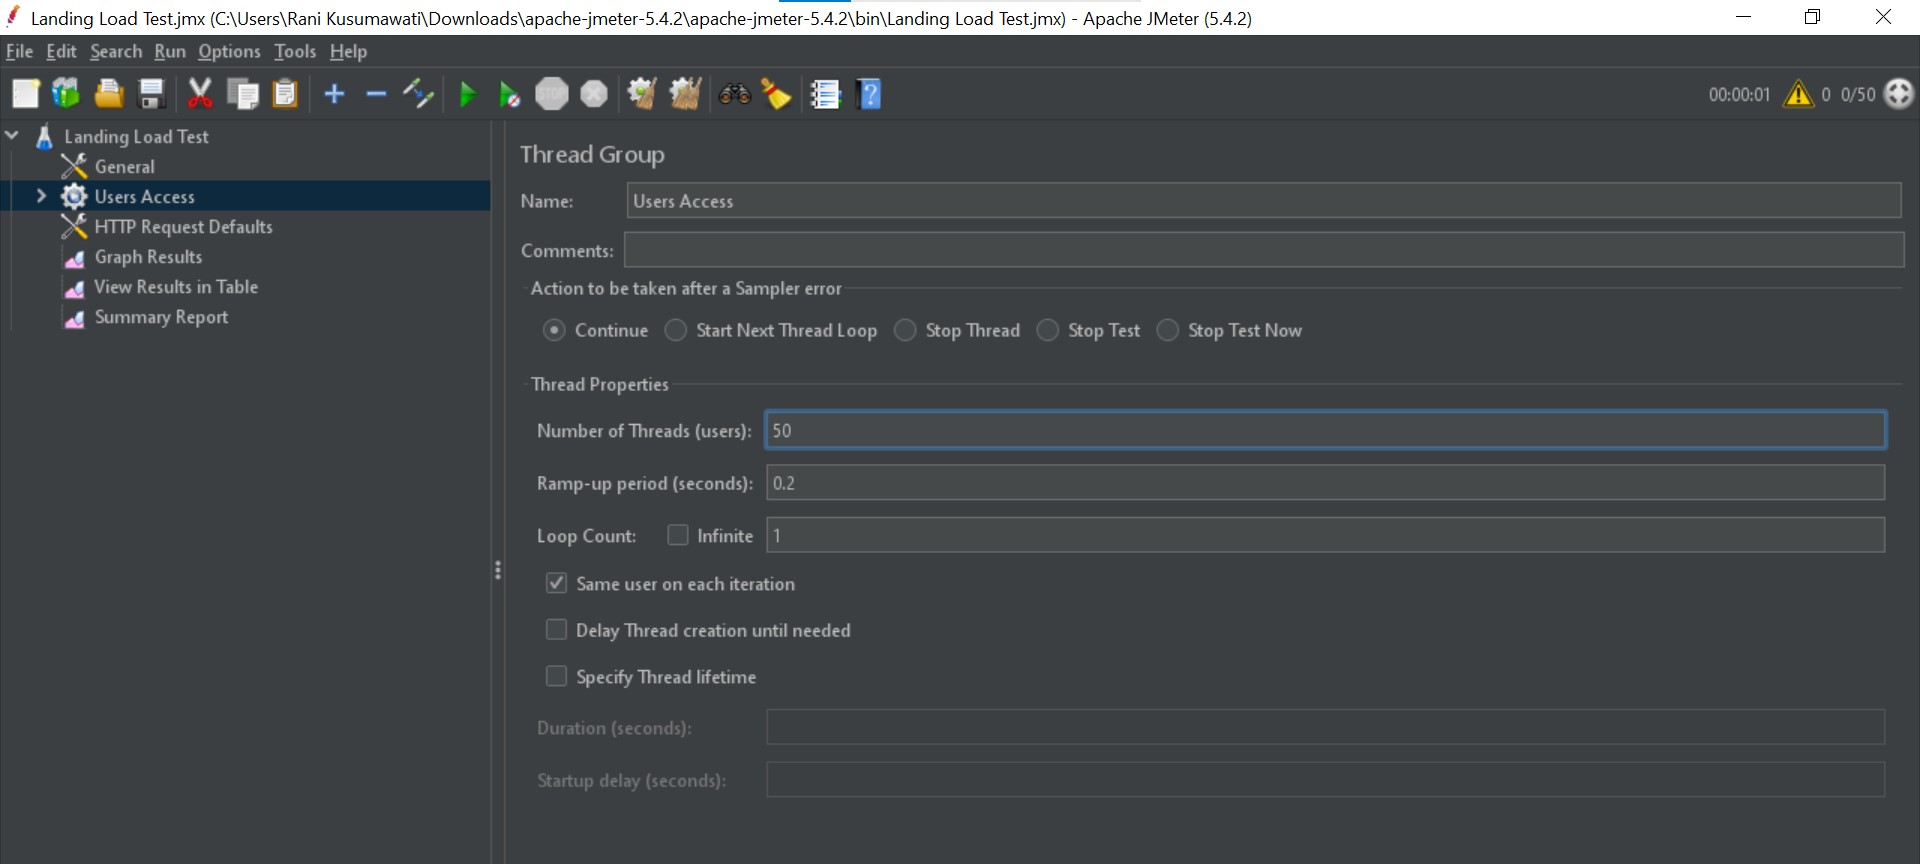 Landing Load Test.jmx (C:\Users\Rani Kusumawati\Downloads\apache-jmeter-5.4.2\apache-jmeter-5.4.2\bin\Landing Load Test.jmx) - Apache JMeter (5.4.2)
File Edit Search Run Options Tools Help
STOP ? 00:00:01 0 0/50
Landing Load Test
General
Users Access
HTTP Request Defaults
Graph Results
View Results in Table
Summary Report
Thread Group
Name: Users Access
Comments:
Action to be taken after a Sampler error
Continue Start Next Thread Loop Stop Thread Stop Test Stop Test Now
Thread Properties
Number of Threads (users): 50
Ramp-up period (seconds): 0.2
Loop Count: Infinite 1
Same user on each iteration
Delay Thread creation until needed
Specify Thread lifetime
Duration (seconds):
Startup delay (seconds):